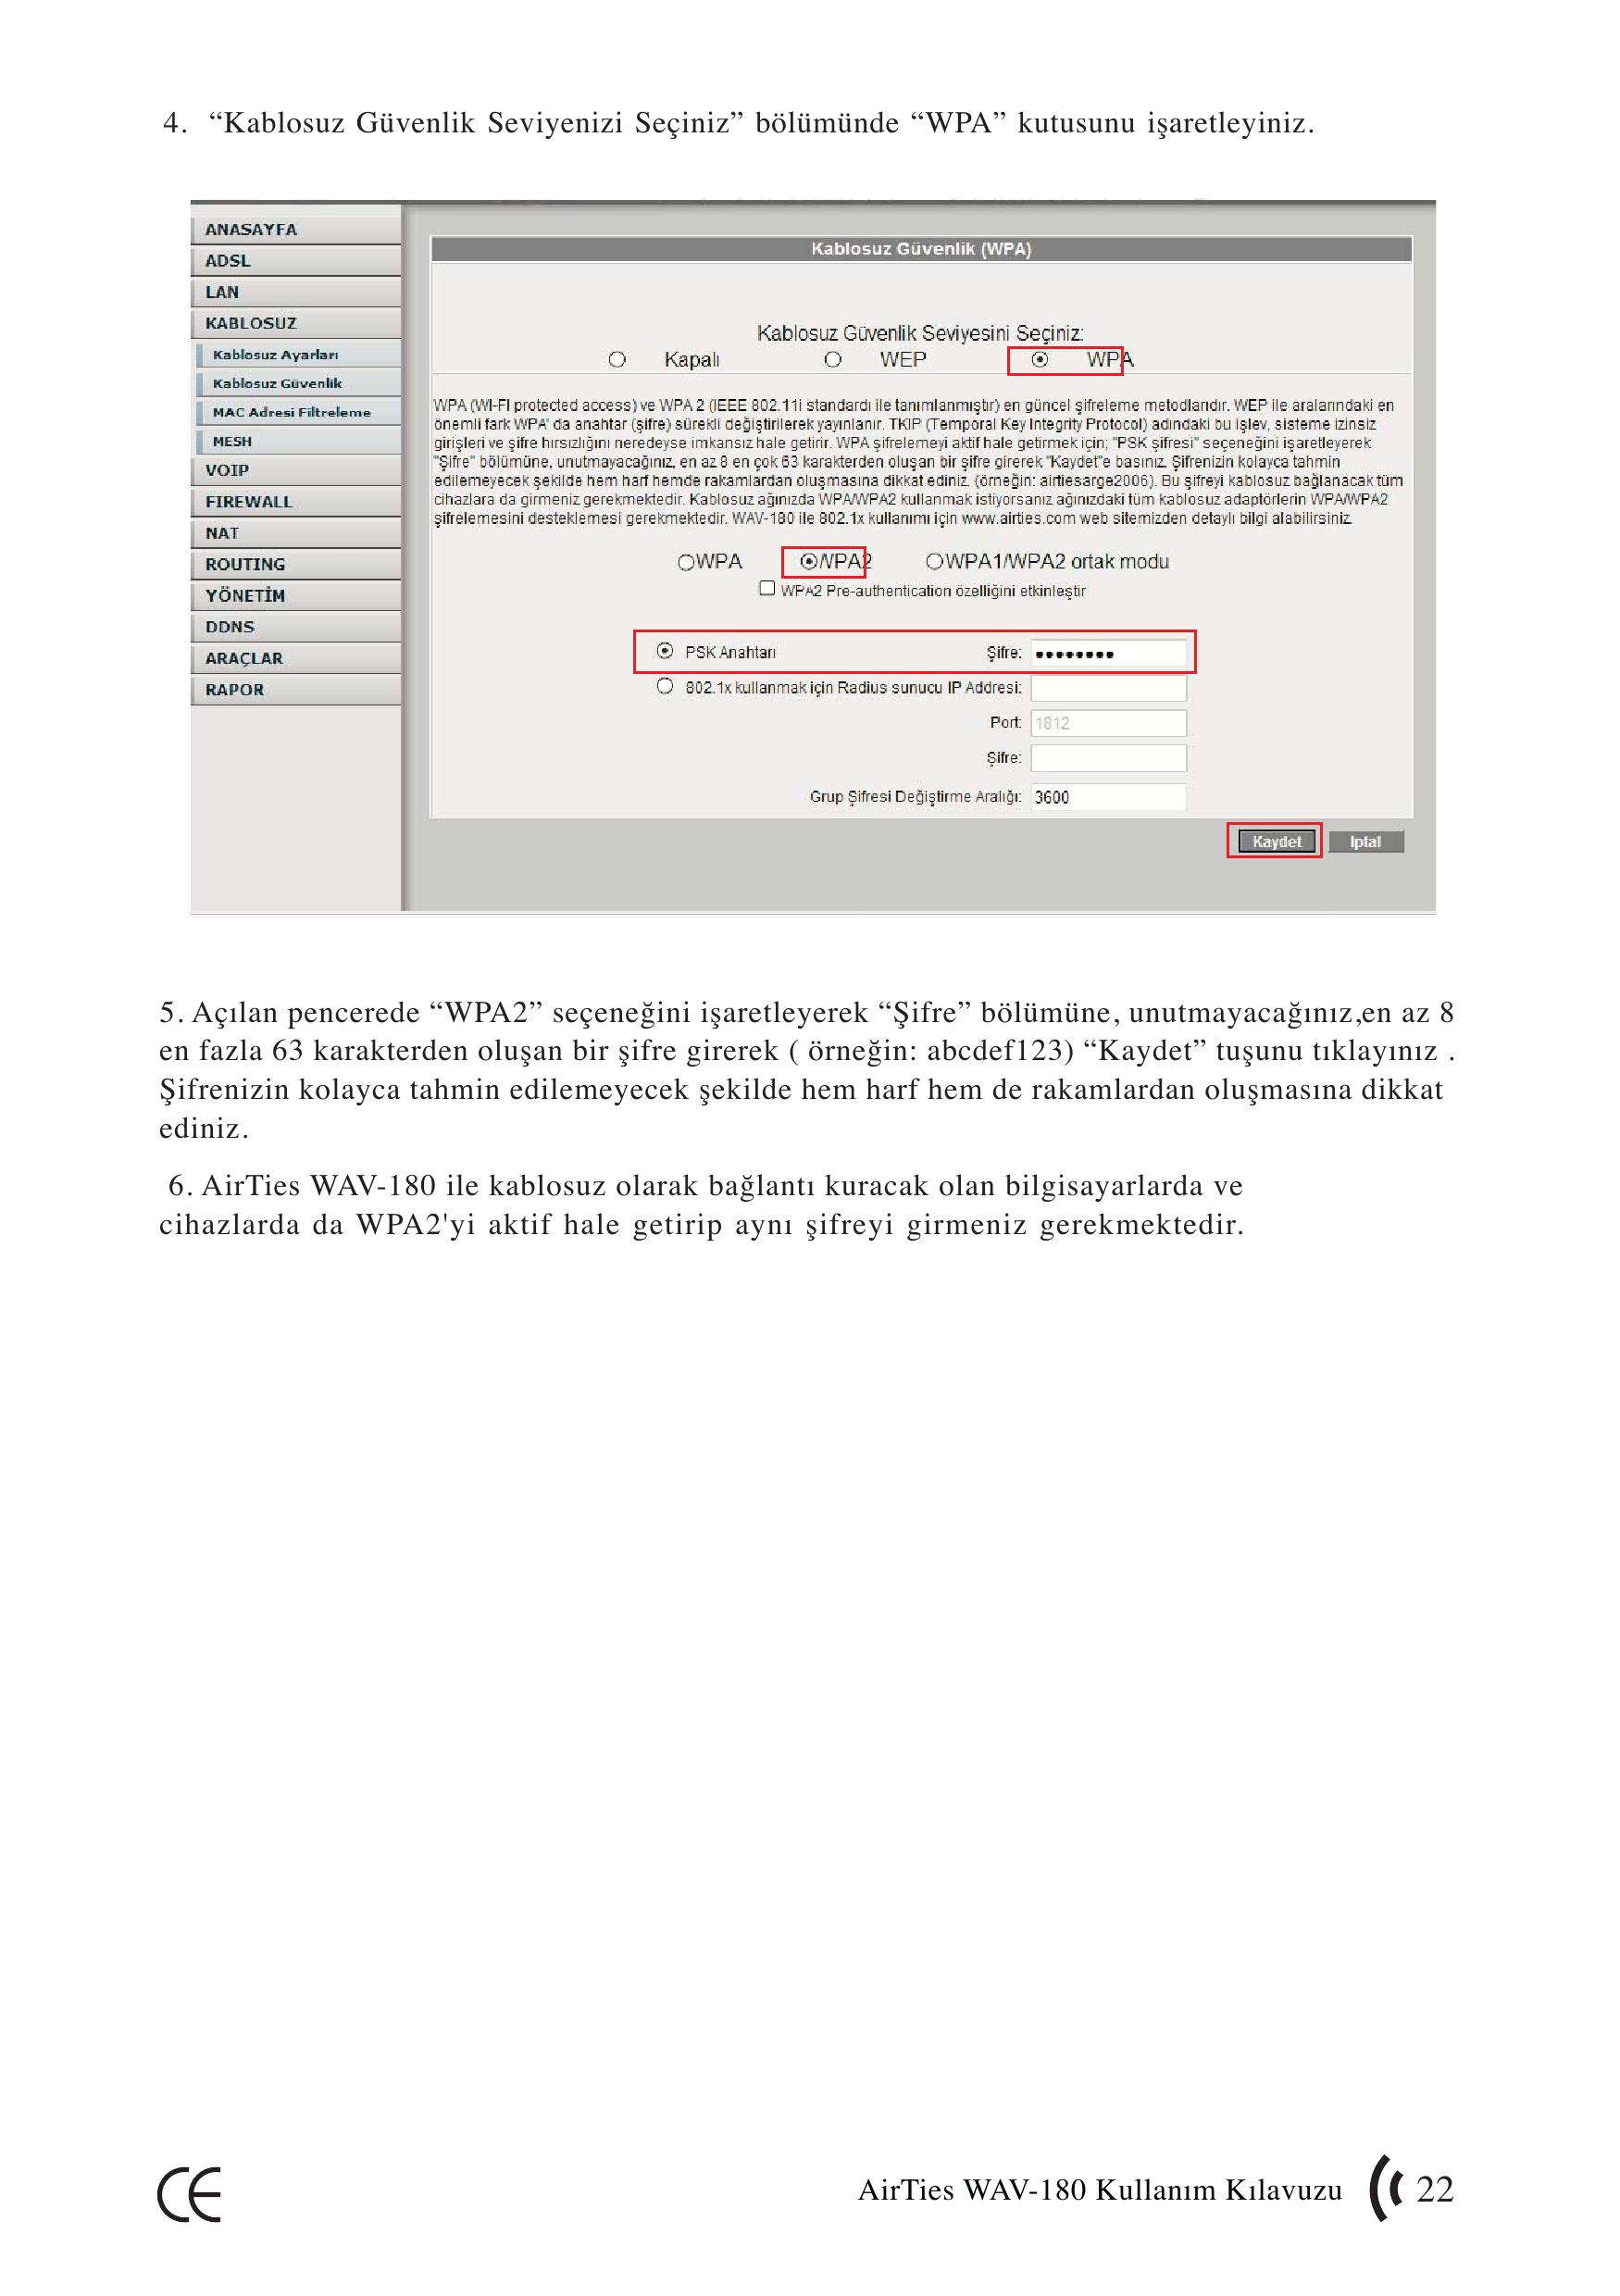 4. “Kablosuz Güvenlik Seviyenizi Seçiniz” bölümünde “WPA” kutusunu işaretleyiniz.
ANASAYFA
ADSL
LAN
KABLOSUZ
Kablosuz Ayarları
Kablosuz Güvenlik
MAC Adresi Filtreleme
MESH
VOIP
FIREWALL
NAT
ROUTING
YÖNETİM
DDNS
ARAÇLAR
RAPOR
Kablosuz Güvenlik (WPA)
Kablosuz Güvenlik Seviyesini Seçiniz:
Kapalı WEP WPA
WPA (WI-FI protected access) ve WPA 2 (IEEE 802.11i standardı ile tanımlanmıştır) en güncel şifreleme metodlarıdır. WEP ile aralarındaki en
önemli fark WPA' da anahtar (şifre) sürekli değiştirilerek yayınlanır. TKIP (Temporal Key Integrity Protocol) adındaki bu işlev, sisteme izinsiz
girişleri ve şifre hırsızlığını neredeyse imkansız hale getirir. WPA şifrelemeyi aktif hale getirmek için; "PSK şifresi" seçeneğini işaretleyerek
"Şifre" bölümüne, unutmayacağınız, en az 8 en çok 63 karakterden oluşan bir şifre girerek "Kaydet"e basınız. Şifrenizin kolayca tahmin
edilemeyecek şekilde hem harf hemde rakamlardan oluşmasına dikkat ediniz. (örneğin: airtiesarge2006). Bu şifreyi kablosuz bağlanacak tüm
cihazlara da girmeniz gerekmektedir. Kablosuz ağınızda WPA/WPA2 kullanmak istiyorsanız ağınızdaki tüm kablosuz adaptörlerin WPA/WPA2
şifrelemesini desteklemesi gerekmektedir. WAV-180 ile 802.1x kullanımı için www.airties.com web sitemizden detaylı bilgi alabilirsiniz.
WPA WPA2 WPA1/WPA2 ortak modu
WPA2 Pre-authentication özelliğini etkinleştir
PSK Anahtarı Şifre: ••••••••
802.1x kullanmak için Radius sunucu IP Addresi:
Port: 1812
Şifre:
Grup Şifresi Değiştirme Aralığı: 3600
Kaydet Iptal
5. Açılan pencerede “WPA2” seçeneğini işaretleyerek “Şifre” bölümüne, unutmayacağınız,en az 8
en fazla 63 karakterden oluşan bir şifre girerek ( örneğin: abcdef123) “Kaydet” tuşunu tıklayınız .
Şifrenizin kolayca tahmin edilemeyecek şekilde hem harf hem de rakamlardan oluşmasına dikkat
ediniz.
6. AirTies WAV-180 ile kablosuz olarak bağlantı kuracak olan bilgisayarlarda ve
cihazlarda da WPA2'yi aktif hale getirip aynı şifreyi girmeniz gerekmektedir.
CE
AirTies WAV-180 Kullanım Kılavuzu 22